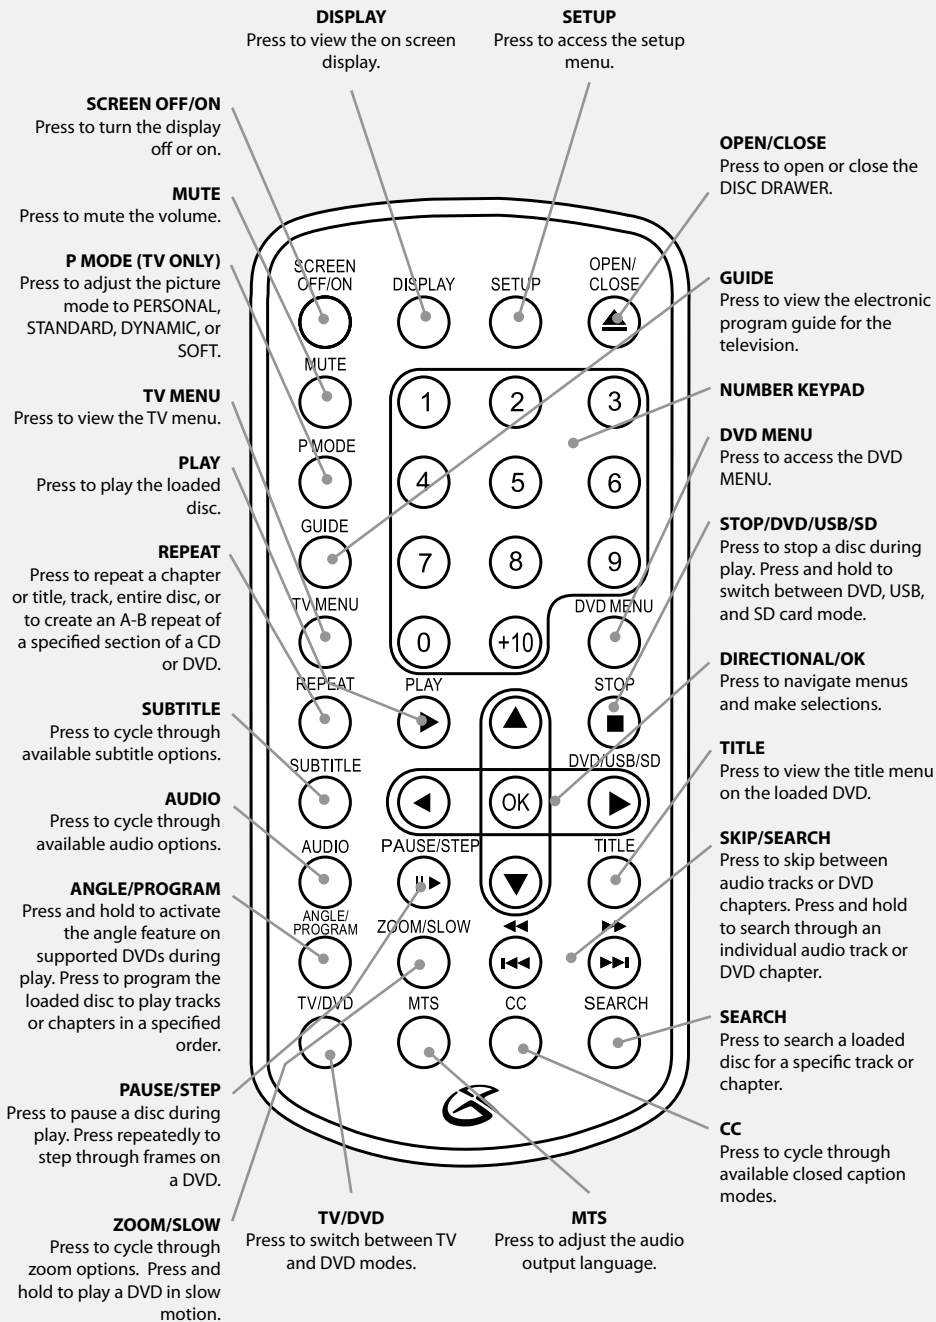 DISPLAY
Press to view the on screen
display.
SETUP
Press to access the setup
menu.
SCREEN OFF/ON
Press to turn the display
off or on.
MUTE
Press to mute the volume.
P MODE (TV ONLY)
Press to adjust the picture
mode to PERSONAL,
STANDARD, DYNAMIC, or
SOFT.
TV MENU
Press to view the TV menu.
PLAY
Press to play the loaded
disc.
REPEAT
Press to repeat a chapter
or title, track, entire disc, or
to create an A-B repeat of
a specified section of a CD
or DVD.
SUBTITLE
Press to cycle through
available subtitle options.
AUDIO
Press to cycle through
available audio options.
ANGLE/PROGRAM
Press and hold to activate
the angle feature on
supported DVDs during
play. Press to program the
loaded disc to play tracks
or chapters in a specified
order.
PAUSE/STEP
Press to pause a disc during
play. Press repeatedly to
step through frames on
a DVD.
ZOOM/SLOW
Press to cycle through
zoom options. Press and
hold to play a DVD in slow
motion.
SCREEN
OFF/ON
DISPLAY
SETUP
OPEN/
CLOSE
MUTE
1
2
3
P MODE
4
5
6
GUIDE
7
8
9
TV MENU
0
+10
DVD MENU
REPEAT
PLAY
STOP
SUBTITLE
OK
DVD/USB/SD
AUDIO
PAUSE/STEP
TITLE
ANGLE/
PROGRAM
ZOOM/SLOW
TV/DVD
MTS
CC
SEARCH
OPEN/CLOSE
Press to open or close the
DISC DRAWER.
GUIDE
Press to view the electronic
program guide for the
television.
NUMBER KEYPAD
DVD MENU
Press to access the DVD
MENU.
STOP/DVD/USB/SD
Press to stop a disc during
play. Press and hold to
switch between DVD, USB,
and SD card mode.
DIRECTIONAL/OK
Press to navigate menus
and make selections.
TITLE
Press to view the title menu
on the loaded DVD.
SKIP/SEARCH
Press to skip between
audio tracks or DVD
chapters. Press and hold
to search through an
individual audio track or
DVD chapter.
SEARCH
Press to search a loaded
disc for a specific track or
chapter.
CC
Press to cycle through
available closed caption
modes.
TV/DVD
Press to switch between TV
and DVD modes.
MTS
Press to adjust the audio
output language.